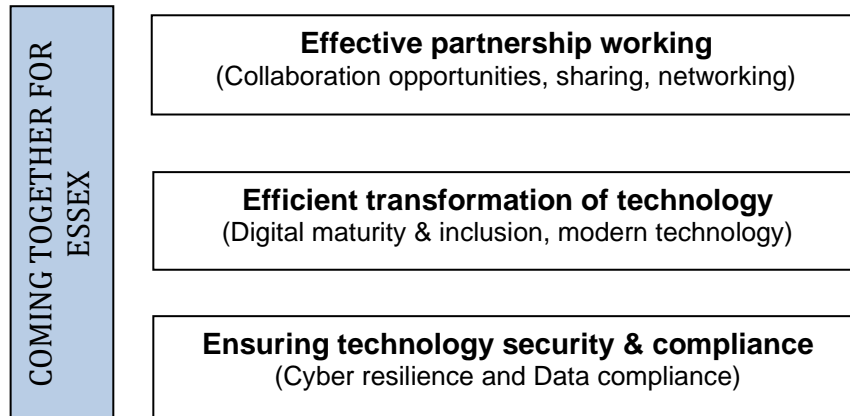 COMING TOGETHER FOR
ESSEX
Effective partnership working
(Collaboration opportunities, sharing, networking)
Efficient transformation of technology
(Digital maturity & inclusion, modern technology)
Ensuring technology security & compliance
(Cyber resilience and Data compliance)